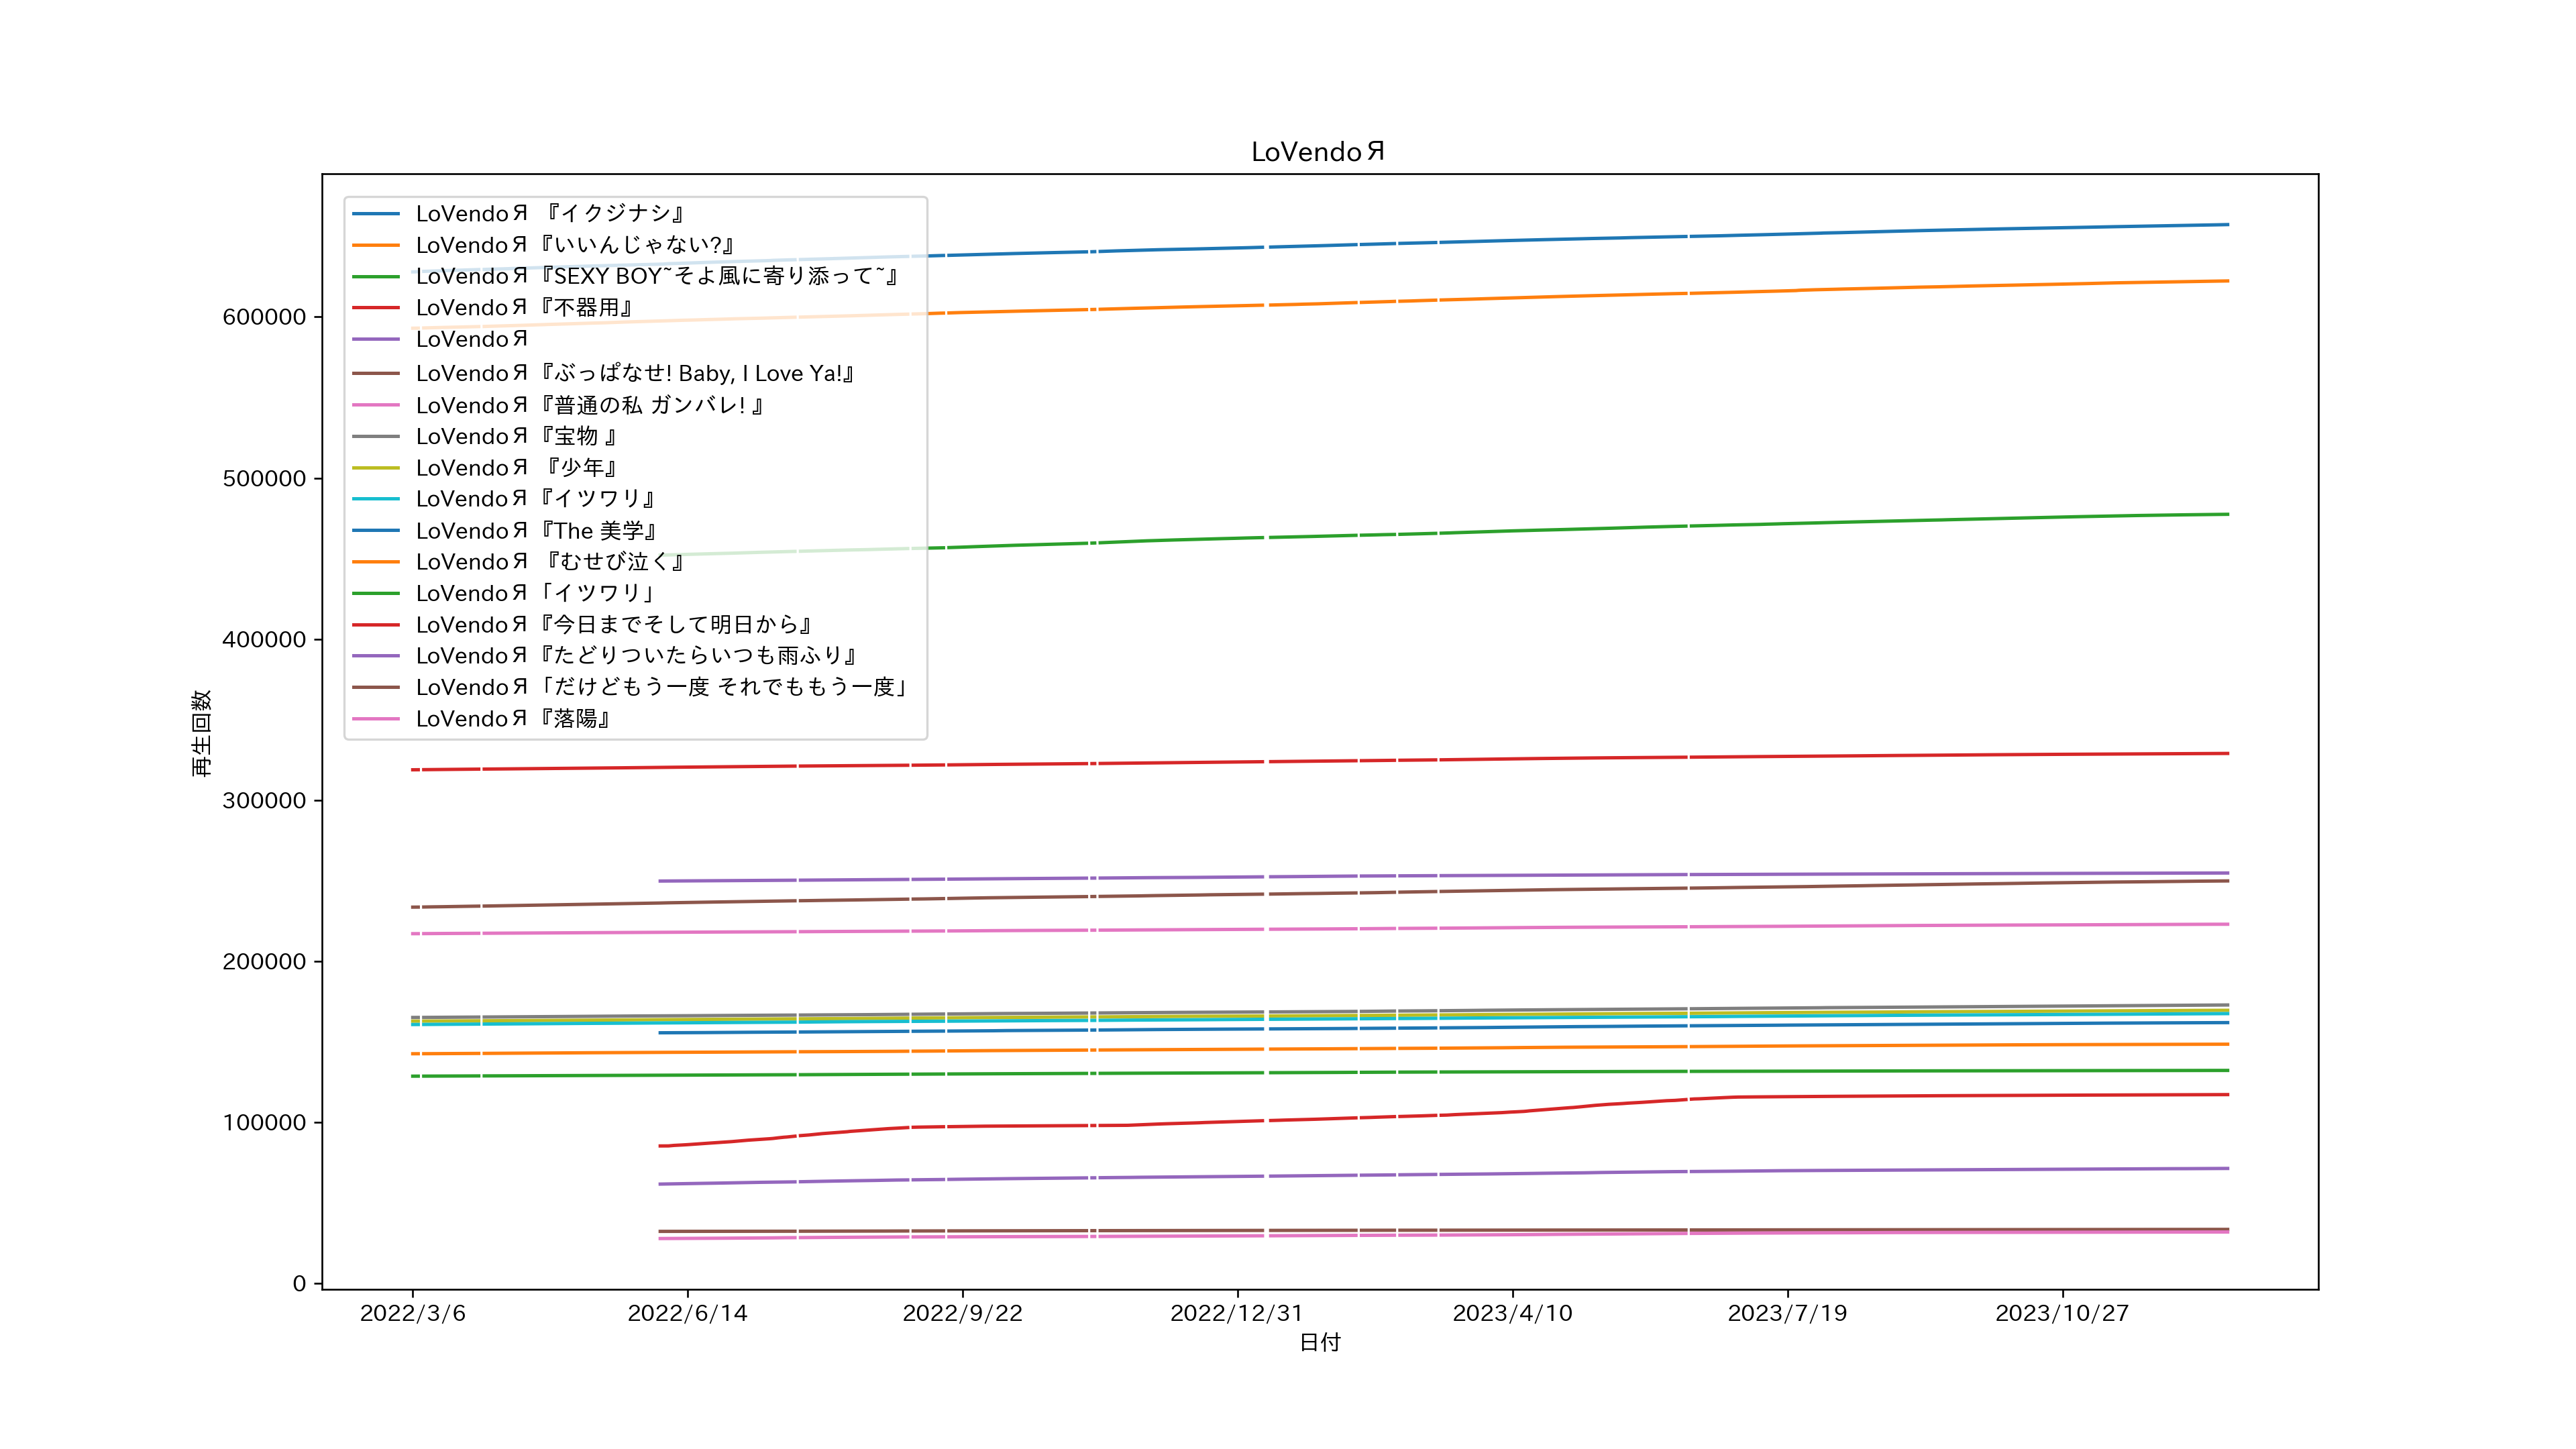 LoVendoЯ
LoVendoЯ 『イクジナシ』
LoVendoЯ『いいんじゃない?』
LoVendoЯ『SEXY BOY~そよ風に寄り添って~』
LoVendoЯ『不器用』
LoVendoЯ
LoVendoЯ『ぶっぱなせ! Baby, I Love Ya!』
LoVendoЯ『普通の私 ガンバレ! 』
LoVendoЯ『宝物 』
LoVendoЯ 『少年』
LoVendoЯ『イツワリ』
LoVendoЯ『The 美学』
LoVendoЯ 『むせび泣く』
LoVendoЯ「イツワリ」
LoVendoЯ『今日までそして明日から』
LoVendoЯ『たどりついたらいつも雨ふり』
LoVendoЯ「だけどもう一度 それでももう一度」
LoVendoЯ『落陽』
再生回数
600000
500000
400000
300000
200000
100000
0
2022/3/6 2022/6/14 2022/9/22 2022/12/31 2023/4/10 2023/7/19 2023/10/27
日付